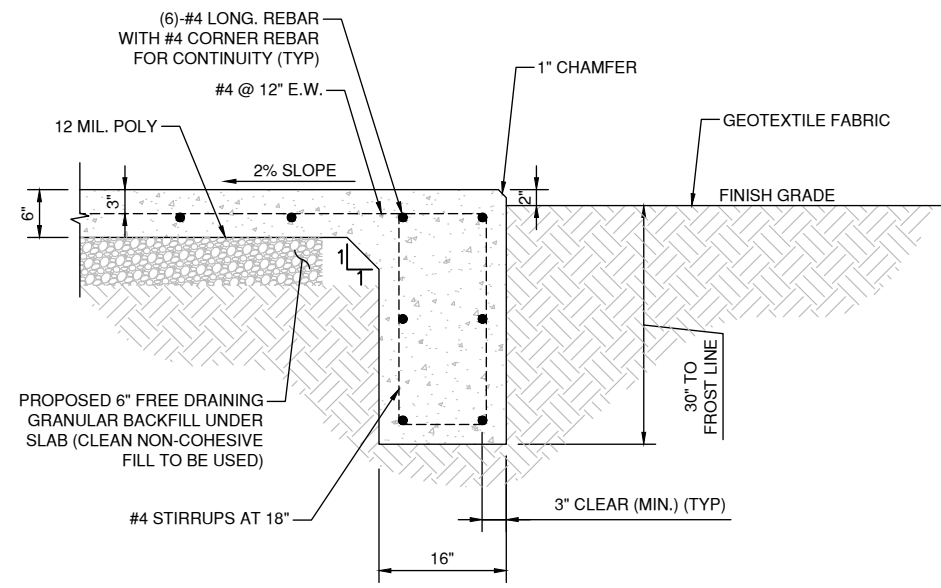 (6)-#4 LONG. REBAR
WITH #4 CORNER REBAR
FOR CONTINUITY (TYP)
#4 @ 12" E.W.
1" CHAMFER
12 MIL. POLY
GEOTEXTILE FABRIC
2% SLOPE
6"
3"
2"
FINISH GRADE
1
1
30" TO
FROST LINE
PROPOSED 6" FREE DRAINING
GRANULAR BACKFILL UNDER
SLAB (CLEAN NON-COHESIVE
FILL TO BE USED)
#4 STIRRUPS AT 18"
3" CLEAR (MIN.) (TYP)
16"